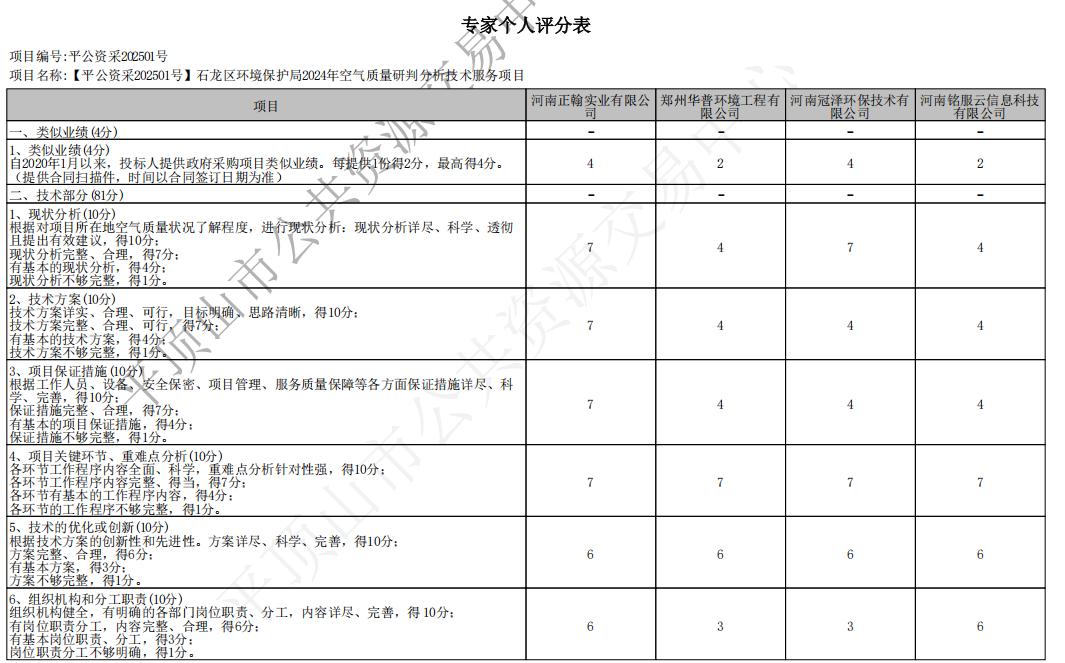 专家个人评分表
项目编号:平公资采202501号
项目名称:【平公资采202501号】石龙区环境保护局2024年空气质量研判分析技术服务项目
项目 河南正翰实业有限公司 郑州华普环境工程有限公司 河南冠泽环保技术有限公司 河南铭服云信息科技有限公司
一、类似业绩(4分) - - - -
1、类似业绩(4分)
自2020年1月以来，投标人提供政府采购项目类似业绩。每提供1份得2分，最高得4分。
（提供合同扫描件，时间以合同签订日期为准）
4 2 4 2
二、技术部分(81分) - - - -
1、现状分析(10分)
根据对项目所在地空气质量状况了解程度，进行现状分析：现状分析详尽、科学、透彻
且提出有效建议，得10分；
现状分析完整、合理，得7分；
有基本的现状分析，得4分；
现状分析不够完整，得1分。
7 4 7 4
2、技术方案(10分)
技术方案详实、合理、可行，目标明确、思路清晰，得10分；
技术方案完整、合理、可行，得7分；
有基本的技术方案，得4分；
技术方案不够完整，得1分。
7 4 4 4
3、项目保证措施(10分)
根据工作人员、设备、安全保密、项目管理、服务质量保障等各方面保证措施详尽、科
学、完善，得10分；
保证措施完整、合理，得7分；
有基本的项目保证措施，得4分；
保证措施不够完整，得1分。
7 4 4 4
4、项目关键环节、重难点分析(10分)
各环节工作程序内容全面、科学，重难点分析针对性强，得10分；
各环节工作程序内容完整、得当，得7分；
各环节有基本的工作程序内容，得4分；
各环节的工作程序不够完整，得1分。
7 7 7 7
5、技术的优化或创新(10分)
根据技术方案的创新性和先进性。方案详尽、科学、完善，得10分；
方案完整、合理，得6分；
有基本方案，得3分；
方案不够完整，得1分。
6 6 6 6
6、组织机构和分工职责(10分)
组织机构健全，有明确的各部门岗位职责、分工，内容详尽、完善，得 10分；
有岗位职责分工，内容完整、合理，得6分；
有基本岗位职责、分工，得3分；
岗位职责分工不够明确，得1分。
6 3 3 6
平顶山市公共资源交易中
平顶山市公共资源交易中心